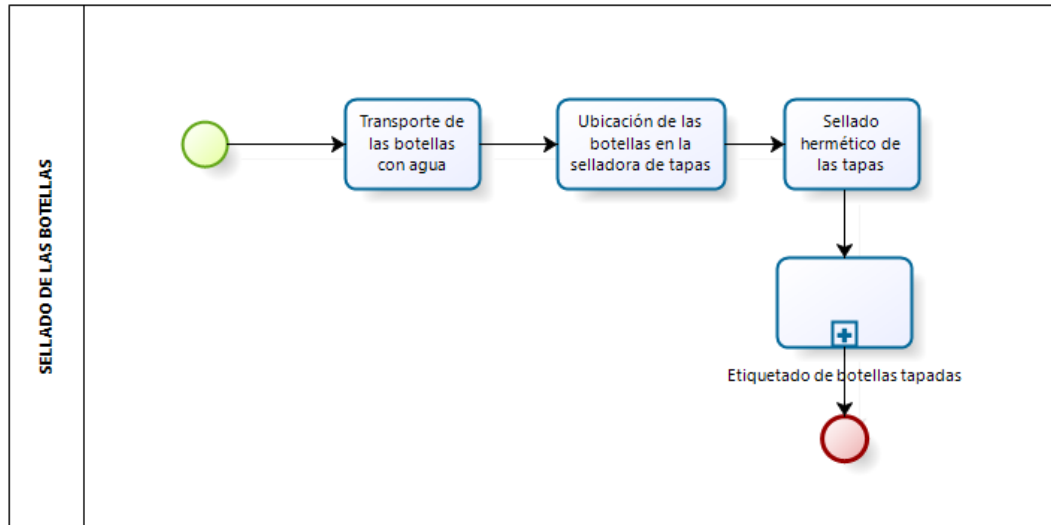 SELLADO DE LAS BOTELLAS
Transporte de
las botellas
con agua
Ubicación de las
botellas en la
selladora de tapas
Sellado
hermético de
las tapas
Etiquetado de botellas tapadas